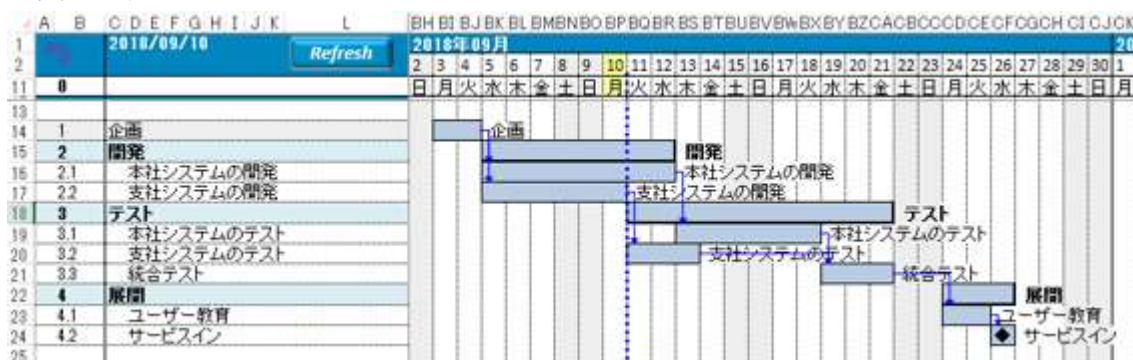 A B C D E F G H I J K L BH BI BJ BK BL BM BN BO BP BQ BR BS BT BU BV BW BX BY BZ CA CB CC CD CE CF CG CH CI CJ CK
1 2018/09/10 Refresh 2018年09月 20
2 2 3 4 5 6 7 8 9 10 11 12 13 14 15 16 17 18 19 20 21 22 23 24 25 26 27 28 29 30 1
11 0 日 月 火 水 木 金 土 日 月 火 水 木 金 土 日 月 火 水 木 金 土 日 月 火 水 木 金 土 日 月
13
14 1 企画 企画
15 2 開発 開発
16 2.1 本社システムの開発 本社システムの開発
17 2.2 支社システムの開発 支社システムの開発
18 3 テスト テスト
19 3.1 本社システムのテスト 本社システムのテスト
20 3.2 支社システムのテスト 支社システムのテスト
21 3.3 統合テスト 統合テスト
22 4 展開 展開
23 4.1 ユーザー教育 ユーザー教育
24 4.2 サービスイン サービスイン
25